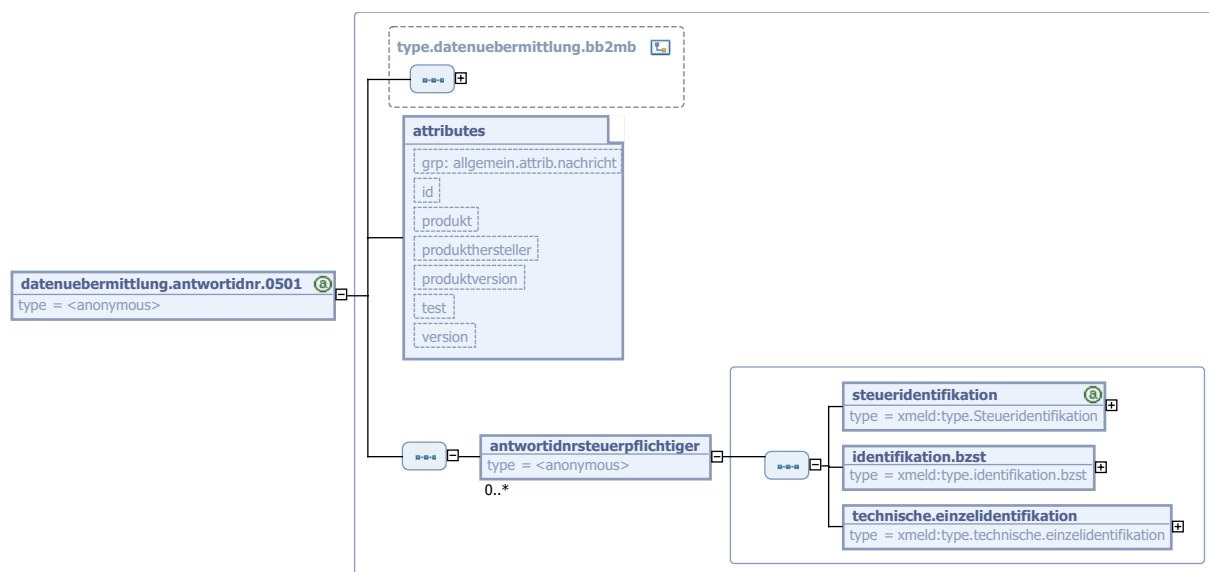 type.datenuebermittlung.bb2mb
attributes
grp: allgemein.attrib.nachricht
id
produkt
produkthersteller
produktversion
test
version
datenuebermittlung.antwortidnr.0501 a
type = <anonymous>
antwortidnrsteuerpflichtiger
type = <anonymous>
0..*
steueridentifikation a
type = xmeld:type.Steueridentifikation
identifikation.bzst
type = xmeld:type.identifikation.bzst
technische.einzelidentifikation
type = xmeld:type.technische.einzelidentifikation